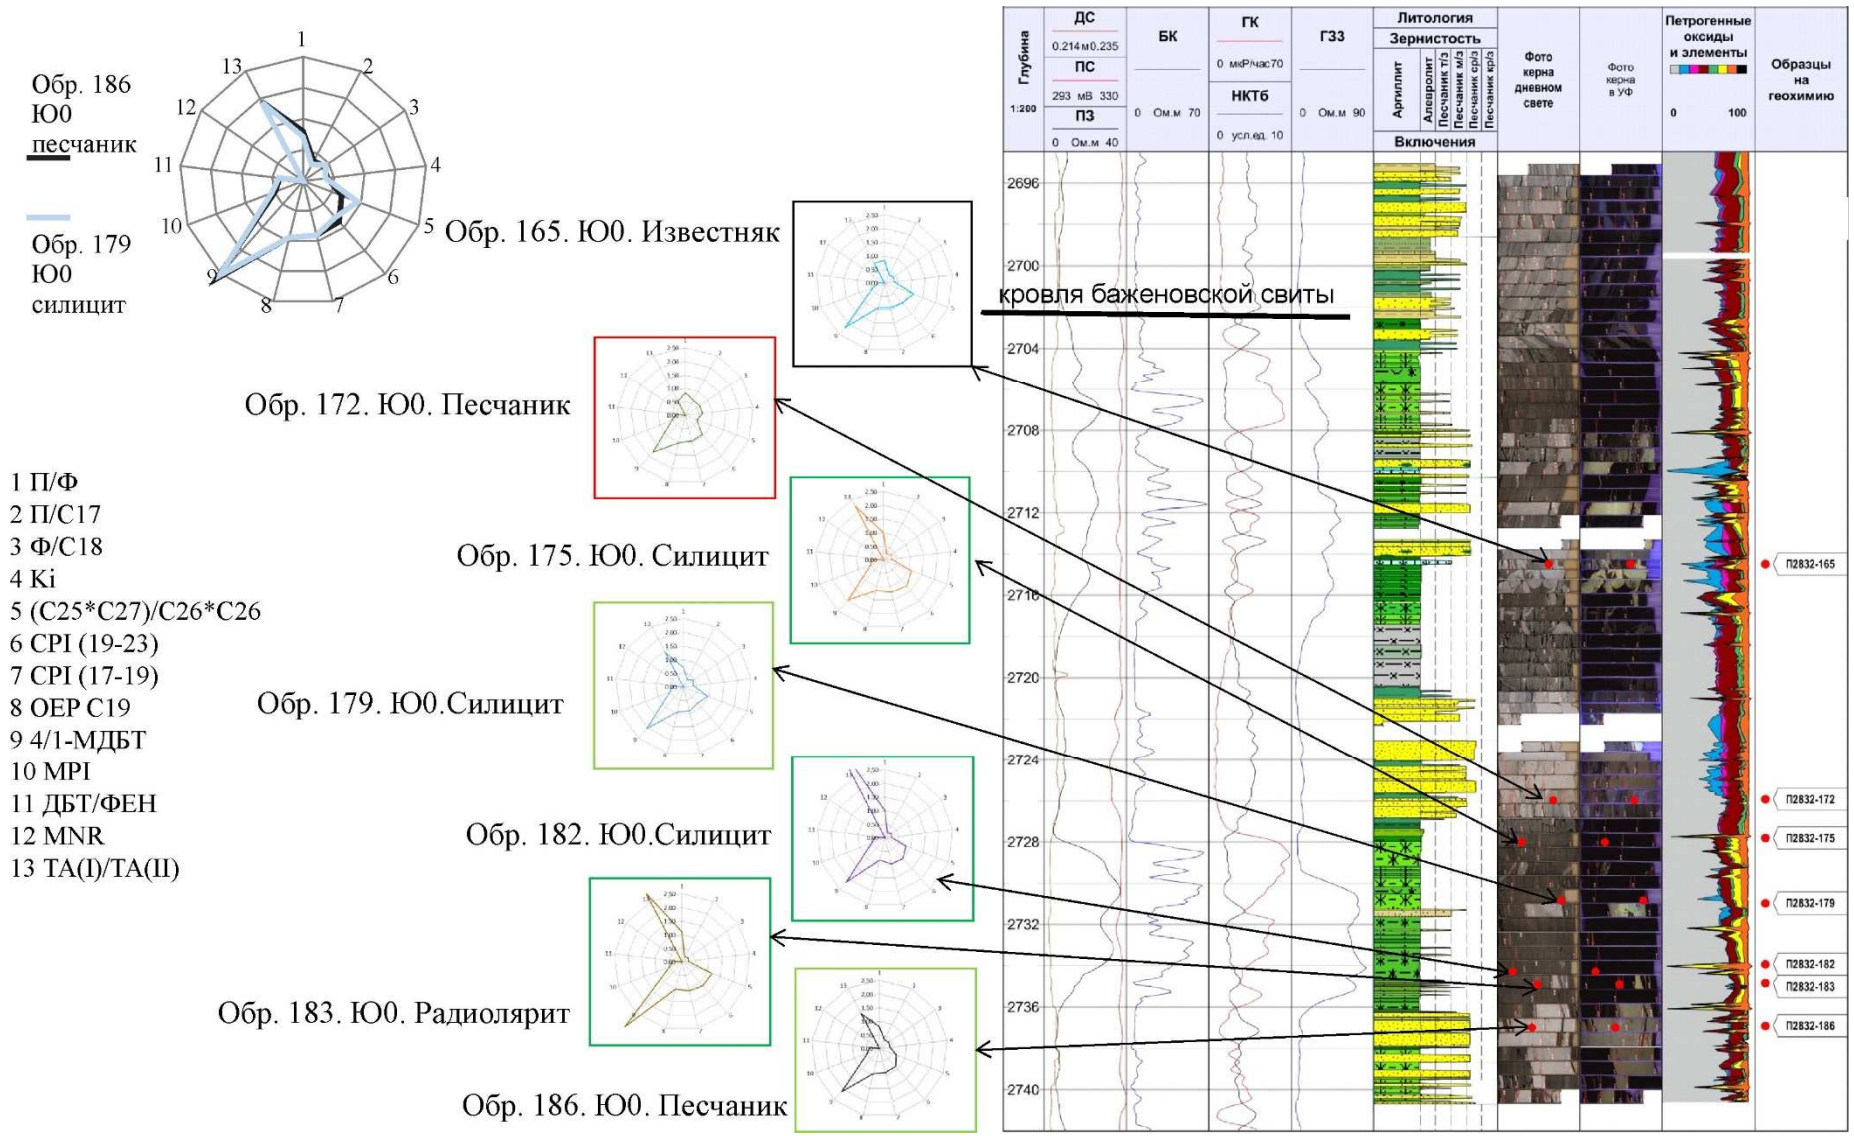 Обр. 186
Ю0
песчаник
Обр. 179
Ю0
силицит
1
2
3
4
5
6
7
8
9
10
11
12
13
Обр. 165. Ю0. Известняк
Обр. 172. Ю0. Песчаник
Обр. 175. Ю0. Силицит
Обр. 179. Ю0.Силицит
Обр. 182. Ю0.Силицит
Обр. 183. Ю0. Радиолярит
Обр. 186. Ю0. Песчаник
1 П/Ф
2 П/С17
3 Ф/С18
4 Ki
5 (С25*С27)/С26*С26
6 CPI (19-23)
7 CPI (17-19)
8 OEP C19
9 4/1-МДБТ
10 MPI
11 ДБТ/ФЕН
12 MNR
13 TA(I)/TA(II)
кровля баженовской свиты
Глубина
1:200
ДС
0.214 м 0.235
ПС
293 мВ 330
ПЗ
0 Ом.м 40
БК
0 Ом.м 70
ГК
0 мкР/час 70
НКТб
0 усл.ед. 10
ГЗ3
0 Ом.м 90
Литология
Зернистость
Аргиллит
Алевролит
Песчаник т/з
Песчаник м/з
Песчаник ср/з
Песчаник кр/з
Включения
Фото
керна
дневном
свете
Фото
керна
в УФ
Петрогенные
оксиды
и элементы
0 100
Образцы
на
геохимию
2696
2700
2704
2708
2712
2716
2720
2724
2728
2732
2736
2740
П2832-165
П2832-172
П2832-175
П2832-179
П2832-182
П2832-183
П2832-186